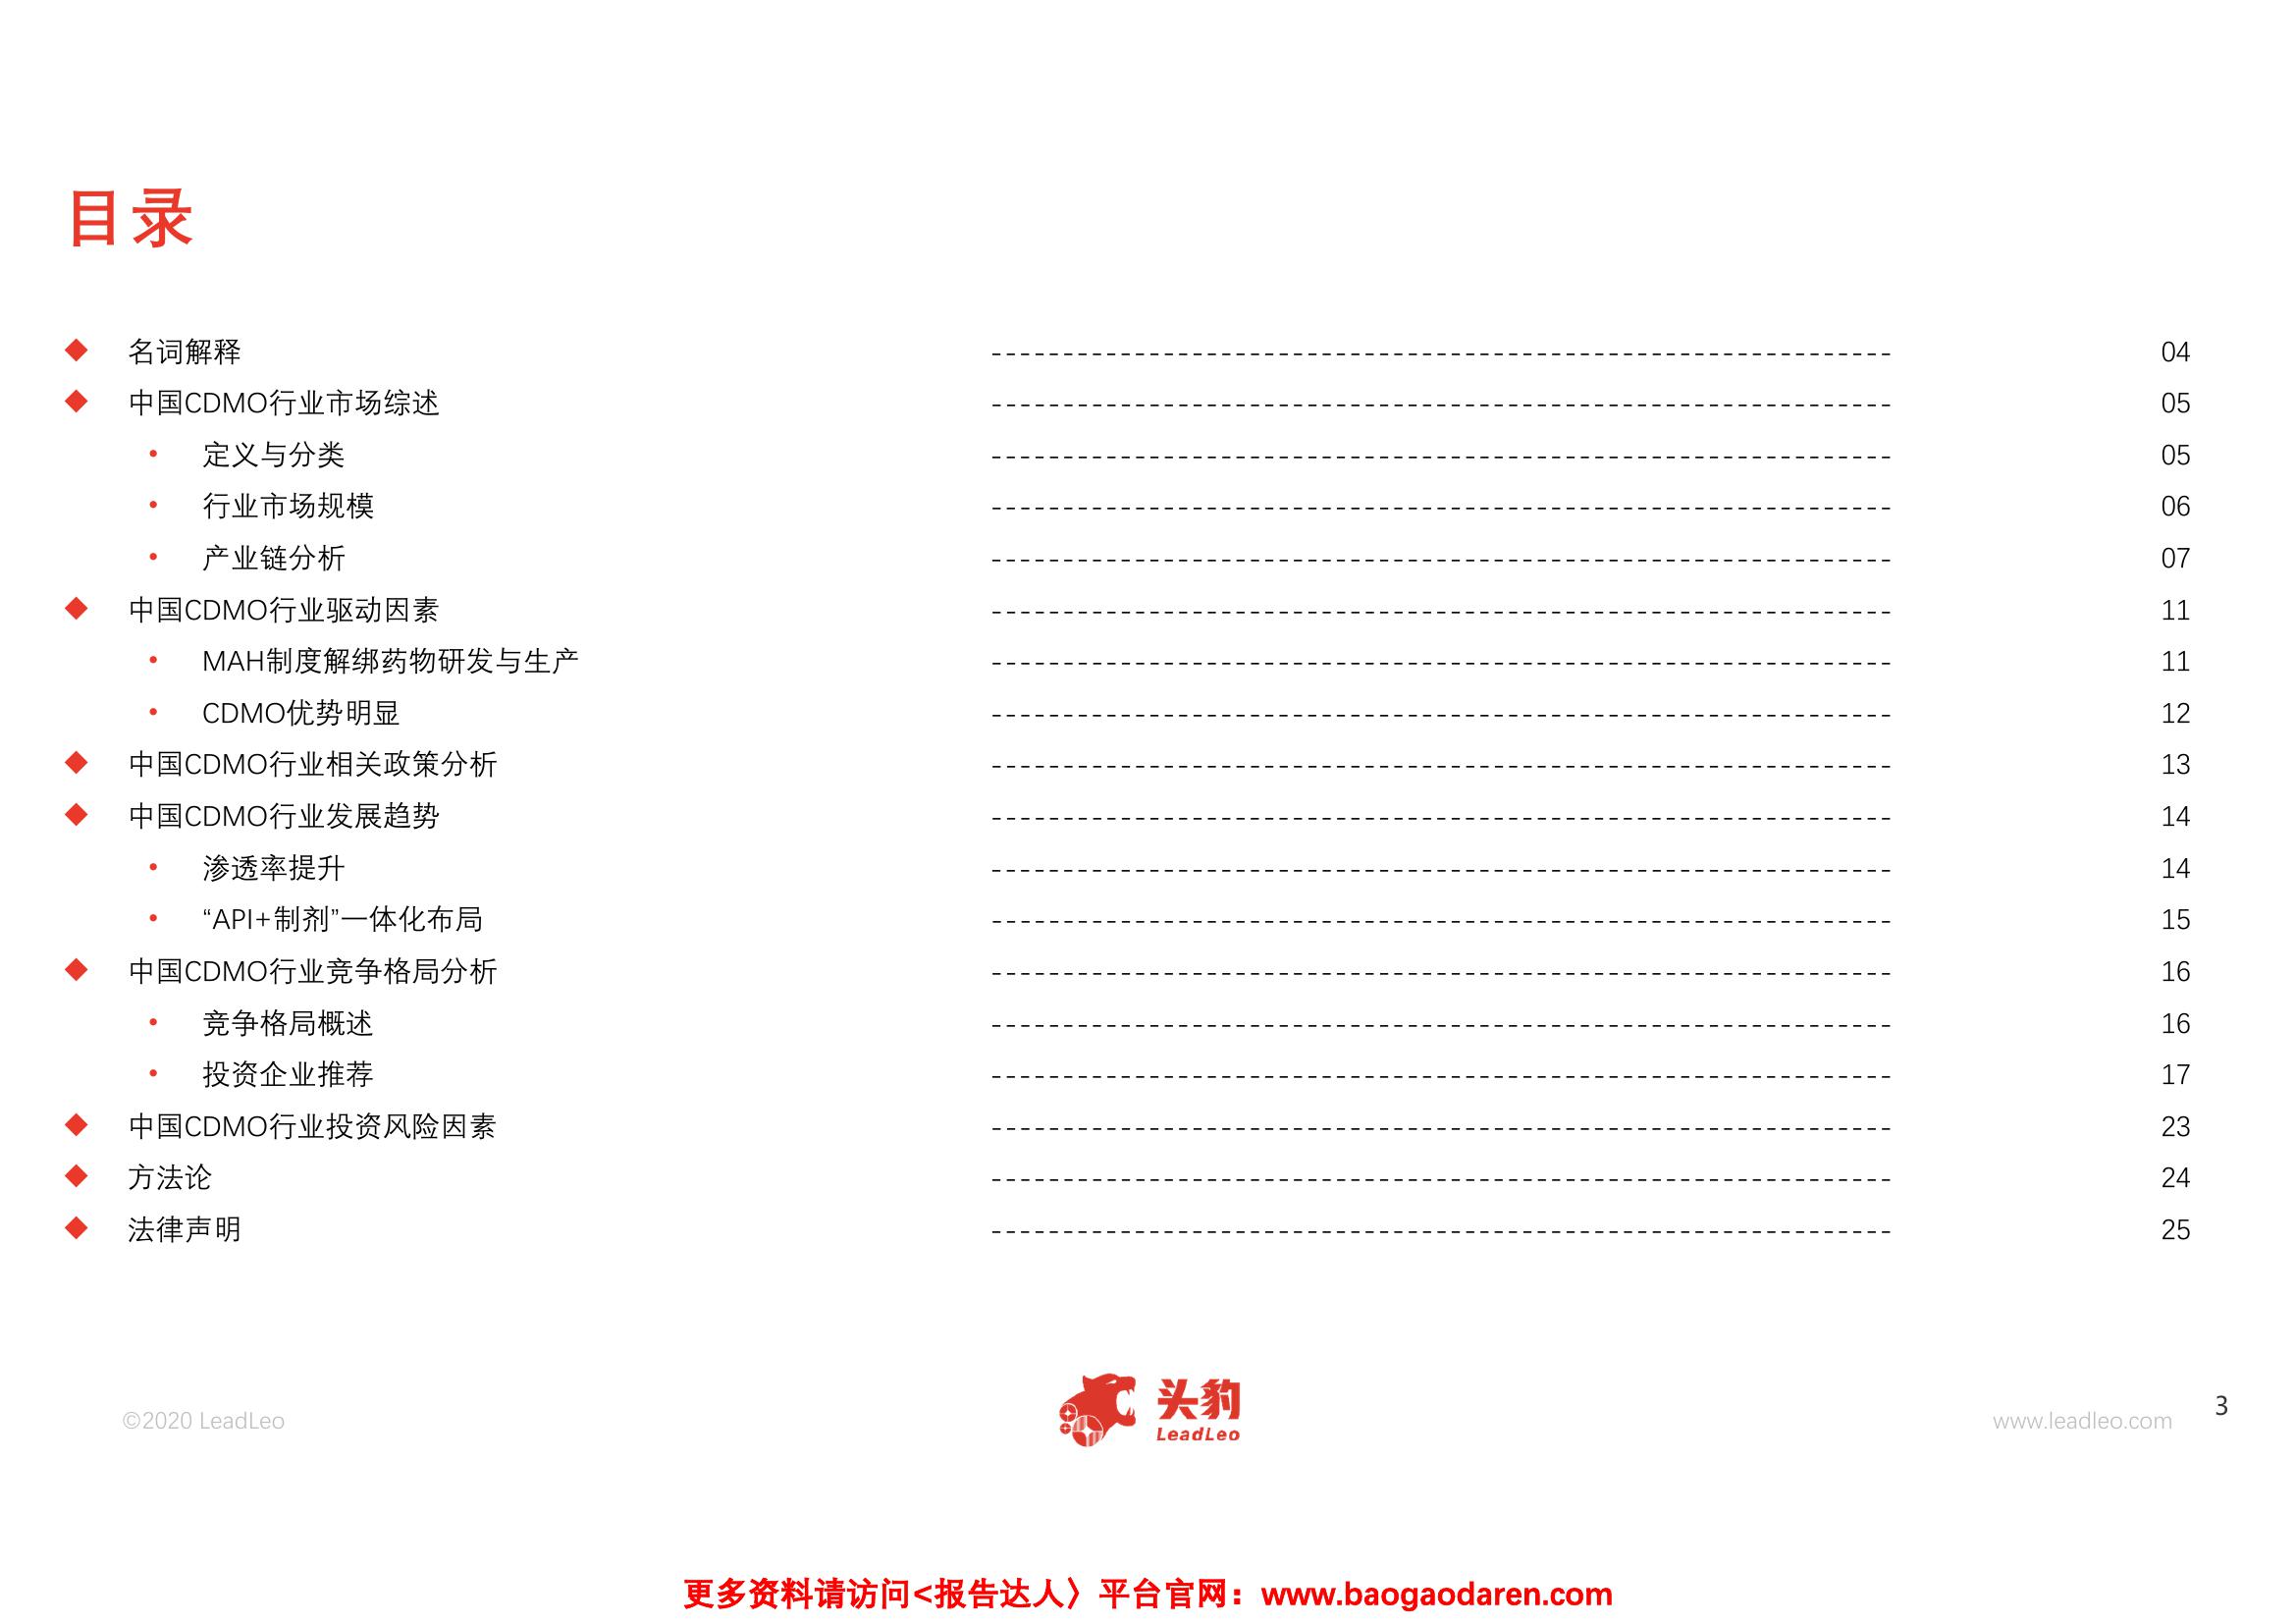 目录
◆ 名词解释 ---------------------------------------------------------------- 04
◆ 中国CDMO行业市场综述 ---------------------------------------------------------------- 05
• 定义与分类 ---------------------------------------------------------------- 05
• 行业市场规模 ---------------------------------------------------------------- 06
• 产业链分析 ---------------------------------------------------------------- 07
◆ 中国CDMO行业驱动因素 ---------------------------------------------------------------- 11
• MAH制度解绑药物研发与生产 ---------------------------------------------------------------- 11
• CDMO优势明显 ---------------------------------------------------------------- 12
◆ 中国CDMO行业相关政策分析 ---------------------------------------------------------------- 13
◆ 中国CDMO行业发展趋势 ---------------------------------------------------------------- 14
• 渗透率提升 ---------------------------------------------------------------- 14
• “API+制剂”一体化布局 ---------------------------------------------------------------- 15
◆ 中国CDMO行业竞争格局分析 ---------------------------------------------------------------- 16
• 竞争格局概述 ---------------------------------------------------------------- 16
• 投资企业推荐 ---------------------------------------------------------------- 17
◆ 中国CDMO行业投资风险因素 ---------------------------------------------------------------- 23
◆ 方法论 ---------------------------------------------------------------- 24
◆ 法律声明 ---------------------------------------------------------------- 25
©2020 LeadLeo
头豹
LeadLeo
www.leadleo.com
3
更多资料请访问<报告达人〉平台官网：www.baogaodaren.com